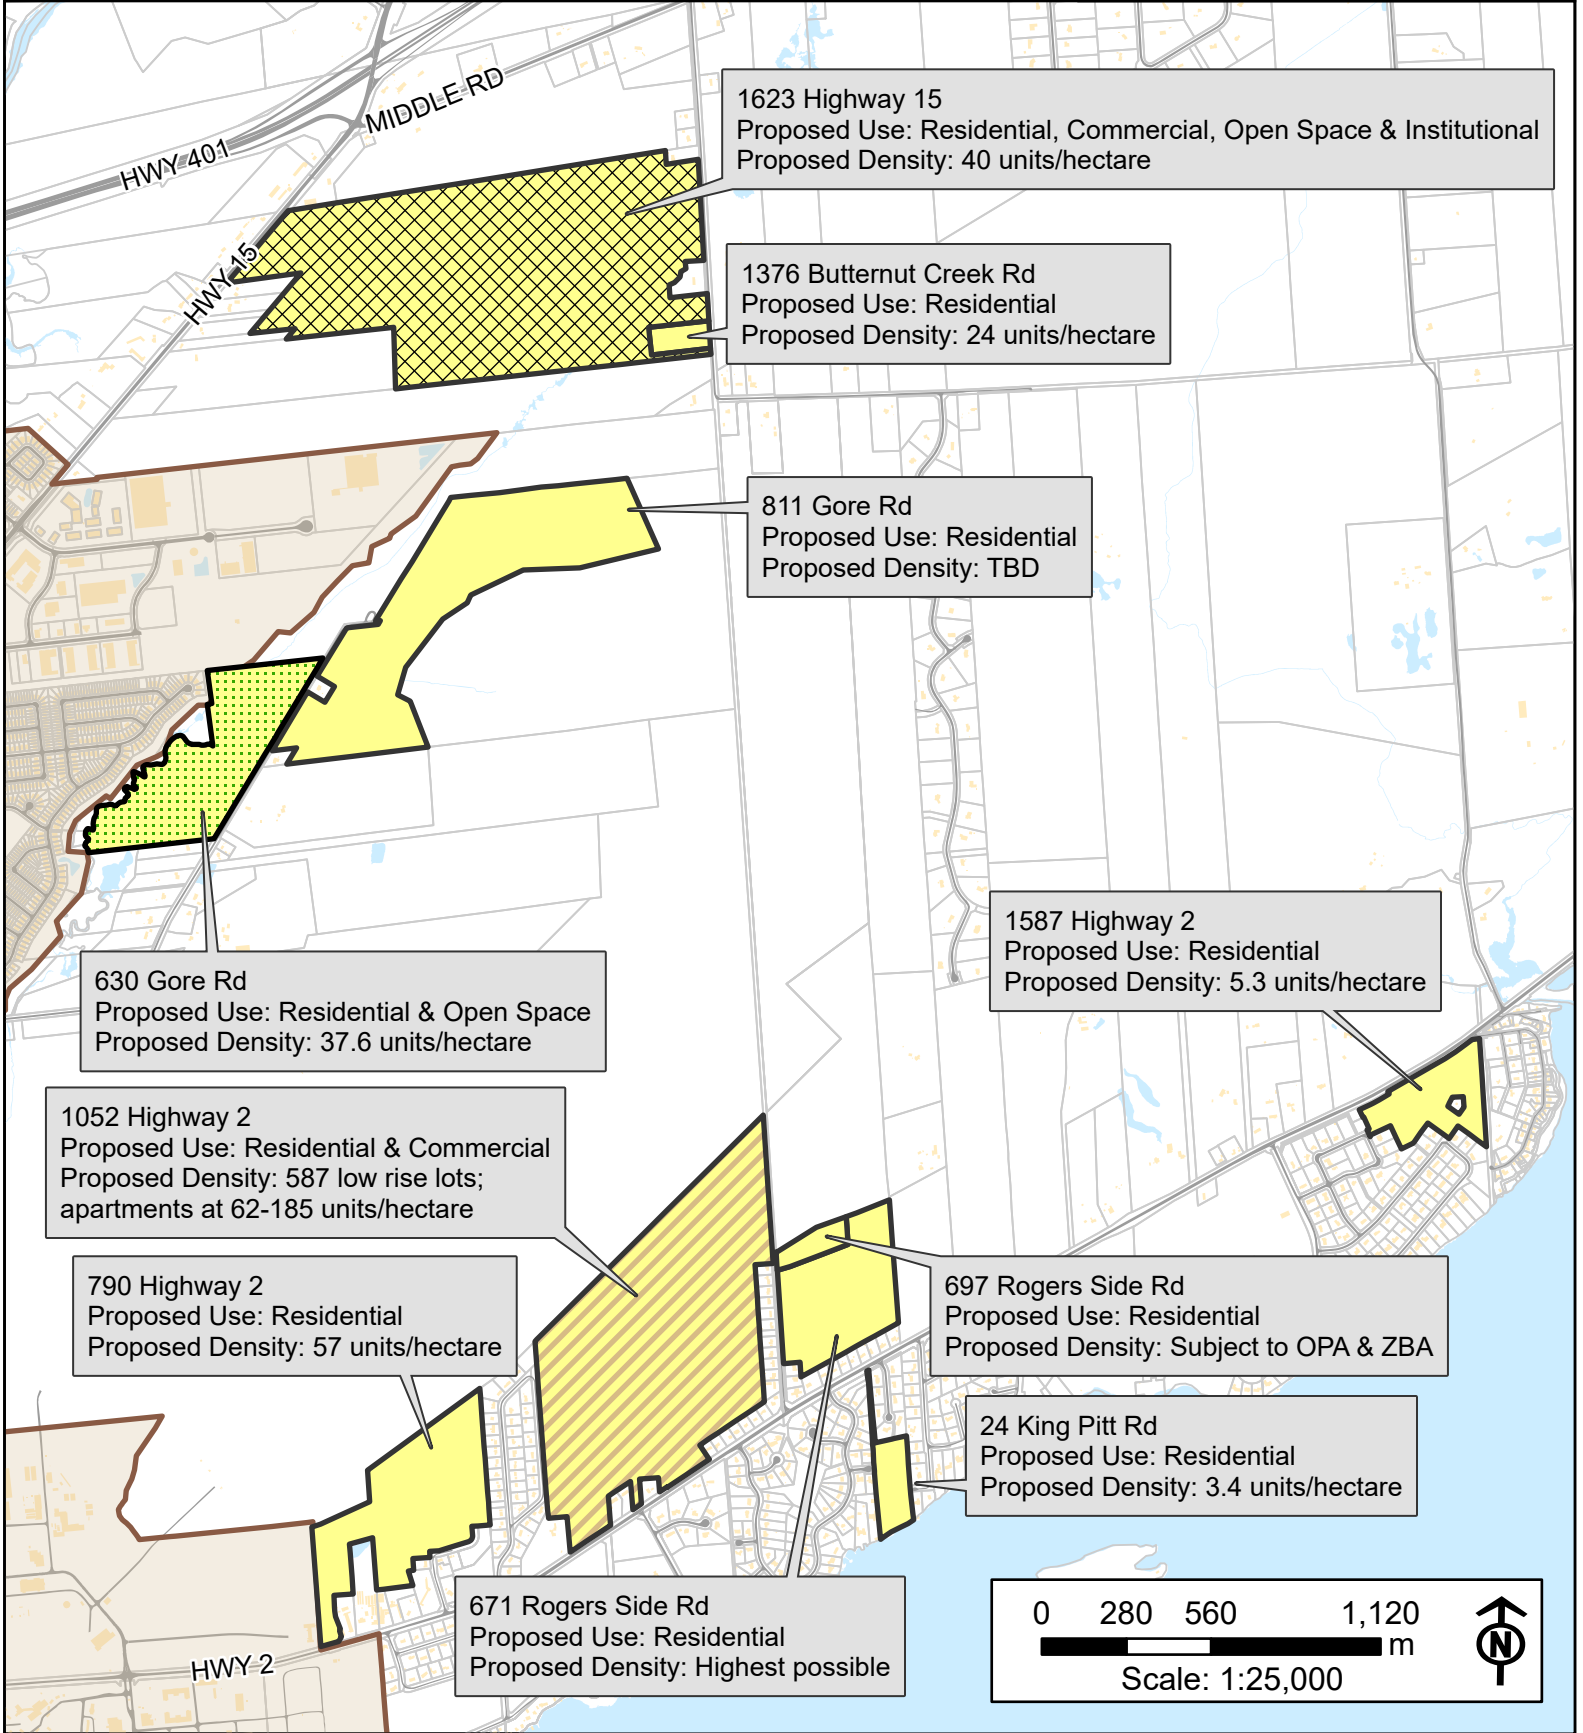 MIDDLE RD
HWY 401
HWY 15
1623 Highway 15
Proposed Use: Residential, Commercial, Open Space & Institutional
Proposed Density: 40 units/hectare
1376 Butternut Creek Rd
Proposed Use: Residential
Proposed Density: 24 units/hectare
811 Gore Rd
Proposed Use: Residential
Proposed Density: TBD
1587 Highway 2
Proposed Use: Residential
Proposed Density: 5.3 units/hectare
630 Gore Rd
Proposed Use: Residential & Open Space
Proposed Density: 37.6 units/hectare
1052 Highway 2
Proposed Use: Residential & Commercial
Proposed Density: 587 low rise lots;
apartments at 62-185 units/hectare
790 Highway 2
Proposed Use: Residential
Proposed Density: 57 units/hectare
697 Rogers Side Rd
Proposed Use: Residential
Proposed Density: Subject to OPA & ZBA
24 King Pitt Rd
Proposed Use: Residential
Proposed Density: 3.4 units/hectare
671 Rogers Side Rd
Proposed Use: Residential
Proposed Density: Highest possible
HWY 2
0 280 560 1,120
m
Scale: 1:25,000
N